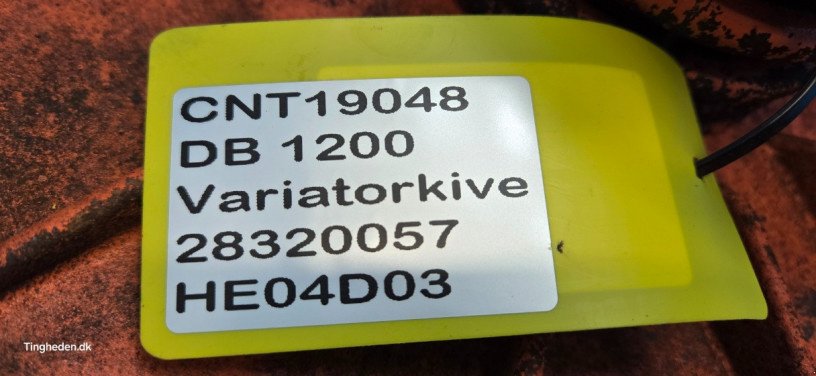 CNT19048
DB 1200
Variatorkive
28320057
HE04D03
Tingheden.dk